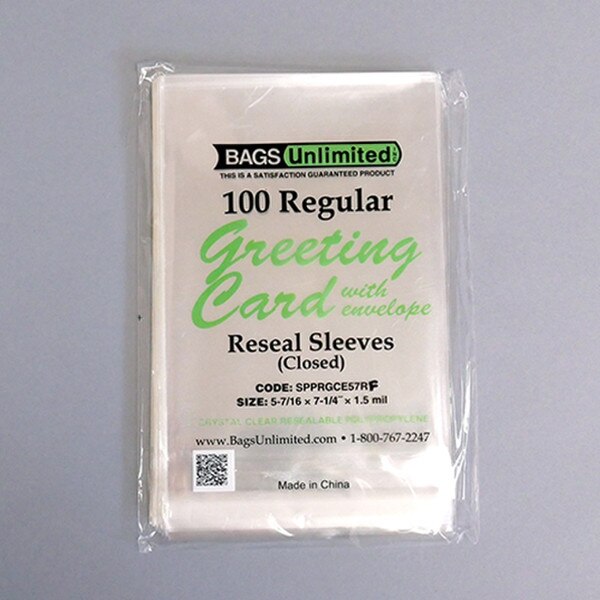 BAGS Unlimited INC
THIS IS A SATISFACTION GUARANTEED PRODUCT
100 Regular
Greeting
Card with
envelope
Reseal Sleeves
(Closed)
CODE: SPPRGCE57RF
SIZE: 5-7/16 x 7-1/4" x 1.5 mil
CRYSTAL CLEAR RESEALABLE POLYPROPYLENE
www.BagsUnlimited.com • 1-800-767-2247
Made in China